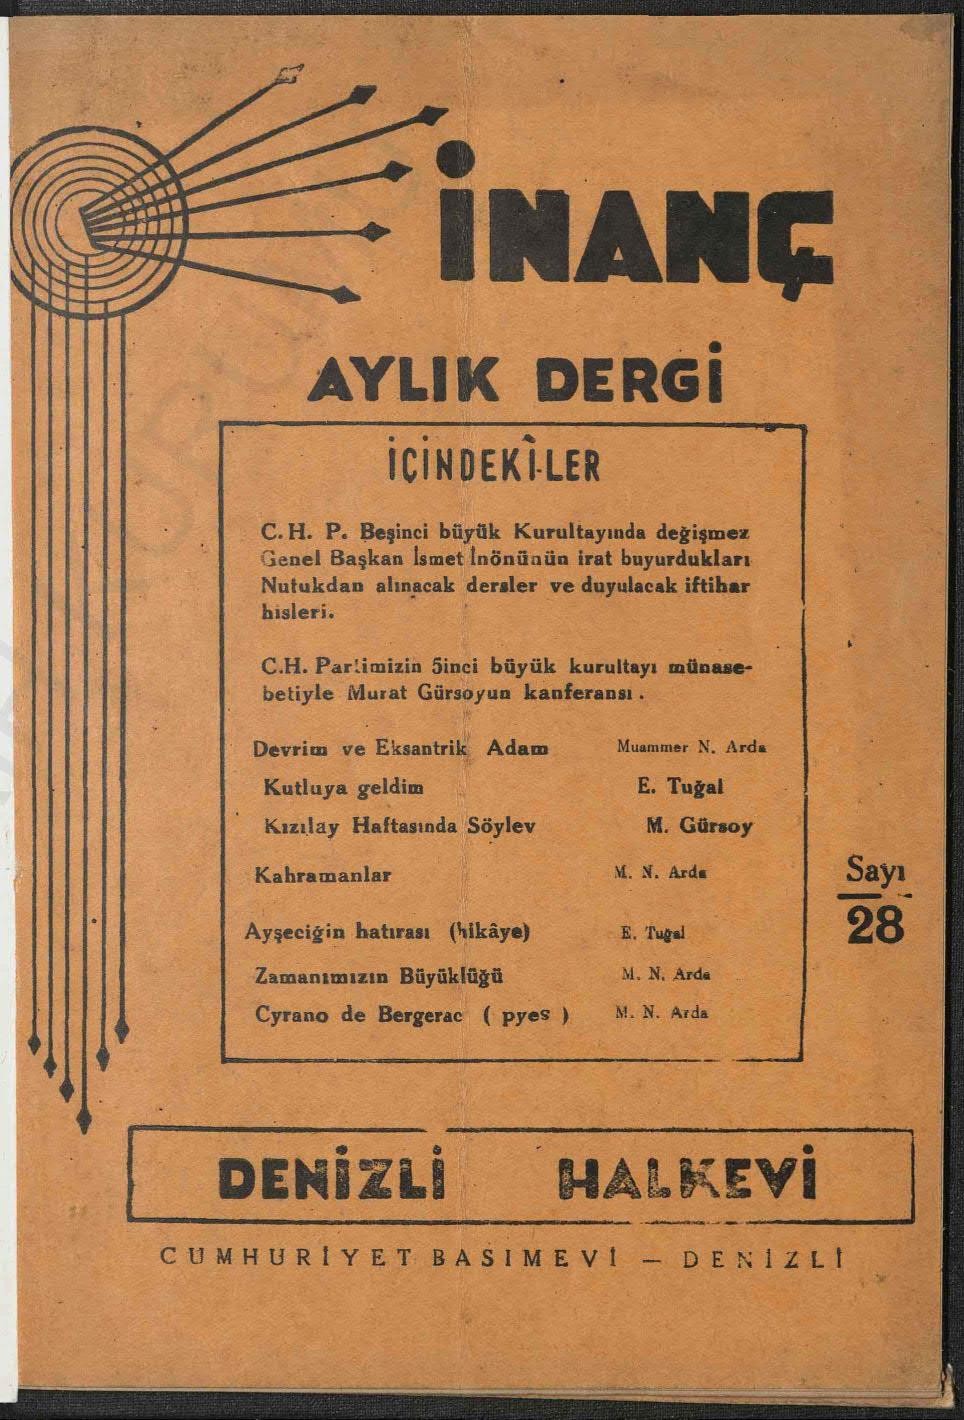 İNANÇ
AYLIK DERGİ
İÇİNDEKİLER
C. H. P. Beşinci büyük Kurultayında değişmez
Genel Başkan İsmet İnönünün irat buyurdukları
Nutukdan alınacak dersler ve duyulacak iftihar
hisleri.
C.H. Partimizin 5inci büyük kurultayı münase-
betiyle Murat Gürsoyun kanferansı .
Devrim ve Eksantrik Adam Muammer N. Arda
Kutluya geldim E. Tuğal
Kızılay Haftasında Söylev M. Gürsoy
Kahramanlar M. N. Arda
Sayı
28
Ayşeciğin hatırası (hikâye) E. Tuğal
Zamanımızın Büyüklüğü M. N. Arda
Cyrano de Bergerac ( pyes ) M. N. Arda
DENİZLİ HALKEVİ
CUMHURİYET BASIMEVİ — DENİZLİ